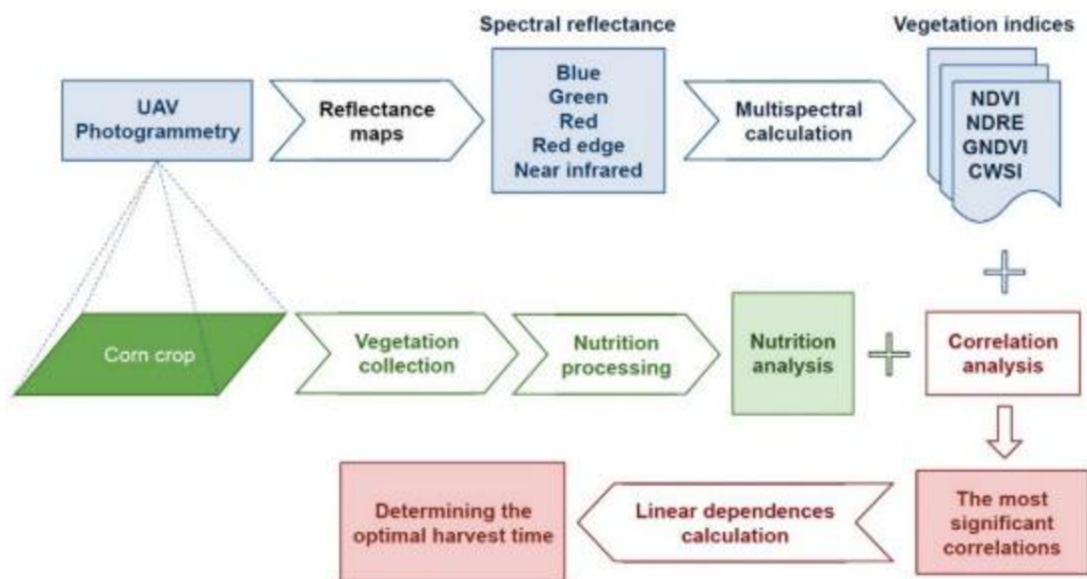 Spectral reflectance
Vegetation indices
UAV
Photogrammetry
Reflectance
maps
Blue
Green
Red
Red edge
Near infrared
Multispectral
calculation
NDVI
NDRE
GNDVI
CWSI
Corn crop
Vegetation
collection
Nutrition
processing
Nutrition
analysis
Correlation
analysis
Determining the
optimal harvest time
Linear dependences
calculation
The most
significant
correlations